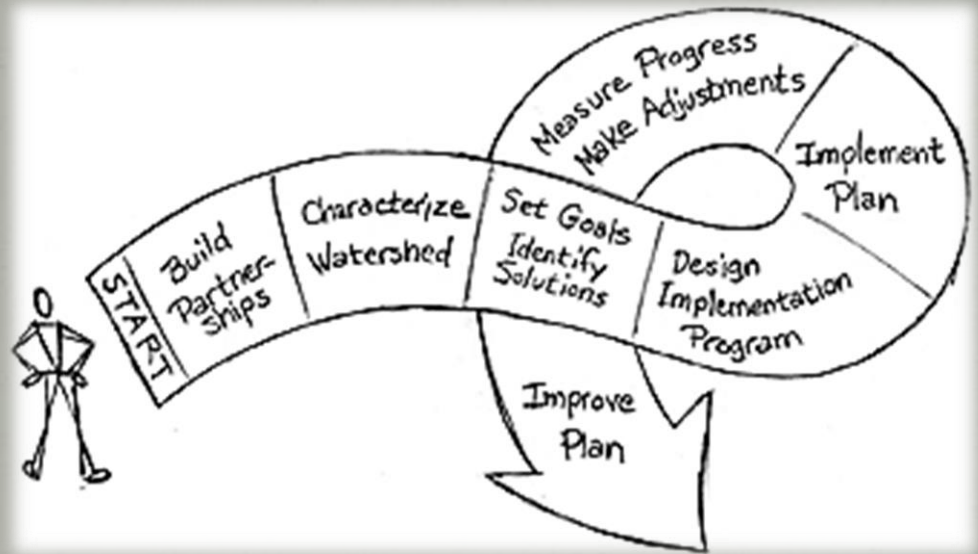 START
Build
Partner-
ships
Characterize
Watershed
Set Goals
Identify
Solutions
Design
Implementation
Program
Implement
Plan
Measure Progress
Make Adjustments
Improve
Plan